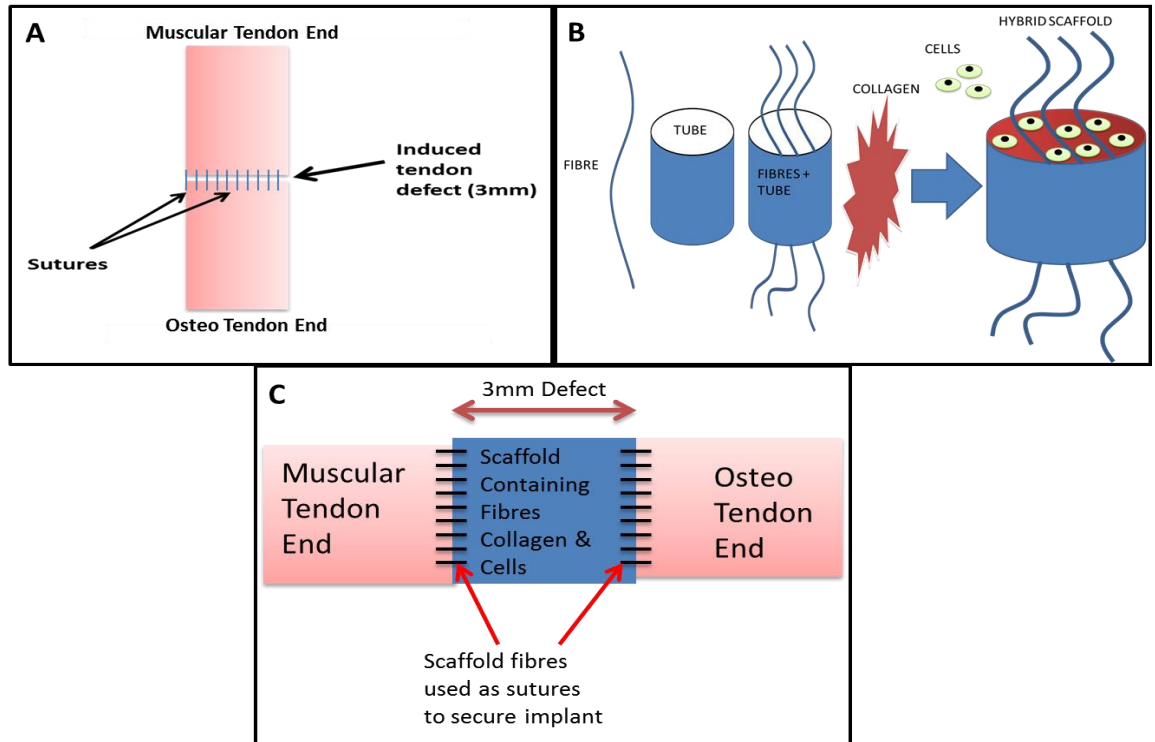 A
Muscular Tendon End
Induced
tendon
defect (3mm)
Sutures
Osteo Tendon End
B
HYBRID SCAFFOLD
CELLS
COLLAGEN
TUBE
FIBRE
FIBRES +
TUBE
C
3mm Defect
Muscular
Tendon
End
Scaffold
Containing
Fibres
Collagen &
Cells
Osteo
Tendon
End
Scaffold fibres
used as sutures
to secure implant